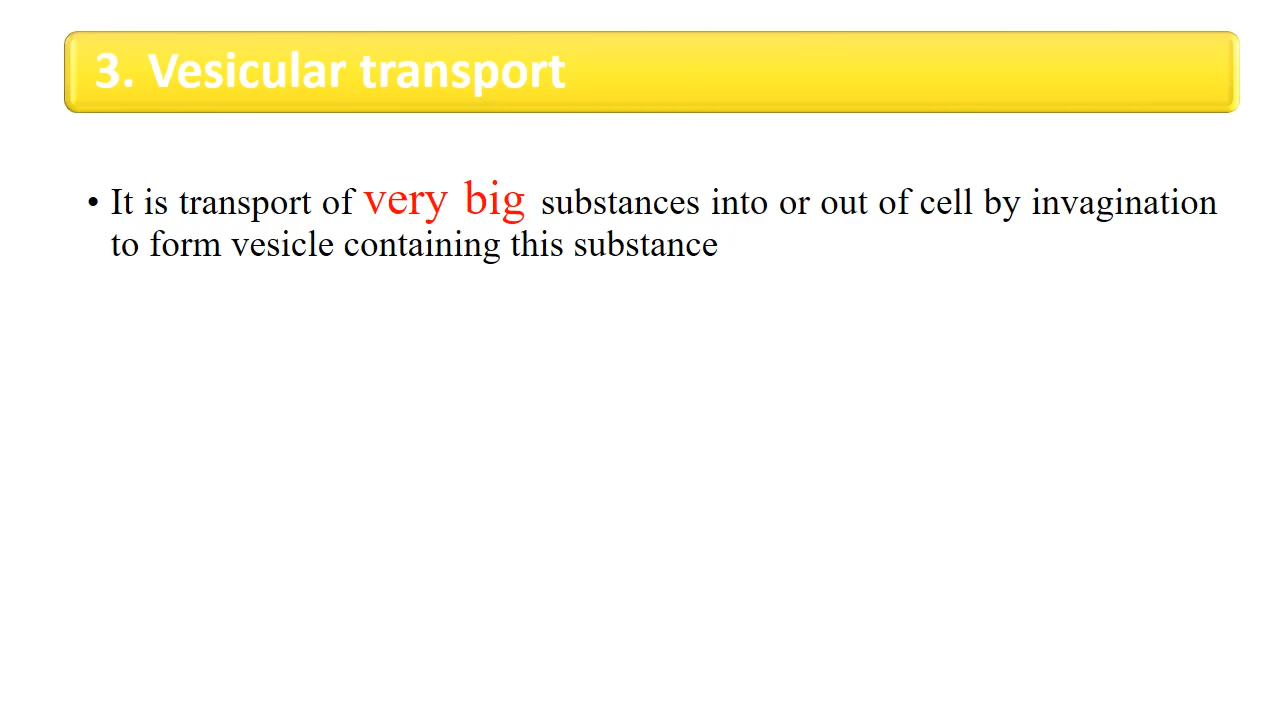 3. Vesicular transport
• It is transport of very big substances into or out of cell by invagination
to form vesicle containing this substance